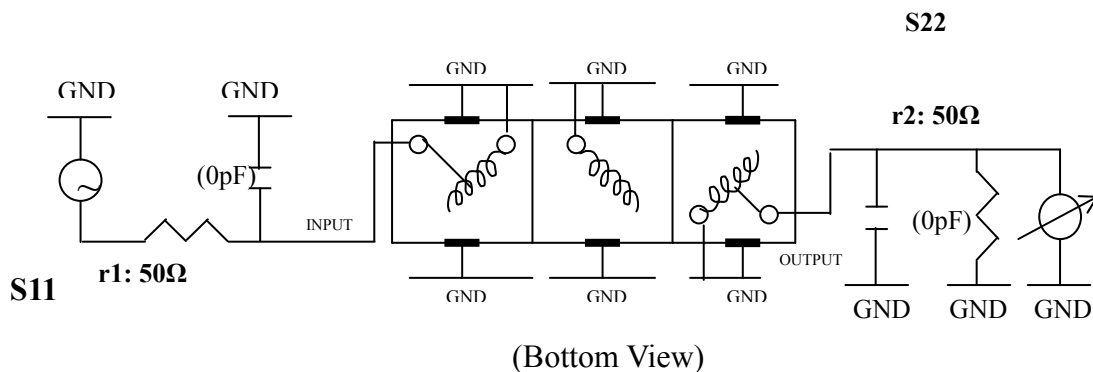 S22
GND
GND
GND
GND
GND
r2: 50Ω
(0pF)
(0pF)
INPUT
r1: 50Ω
OUTPUT
S11
GND
GND
GND
GND
GND
GND
(Bottom View)